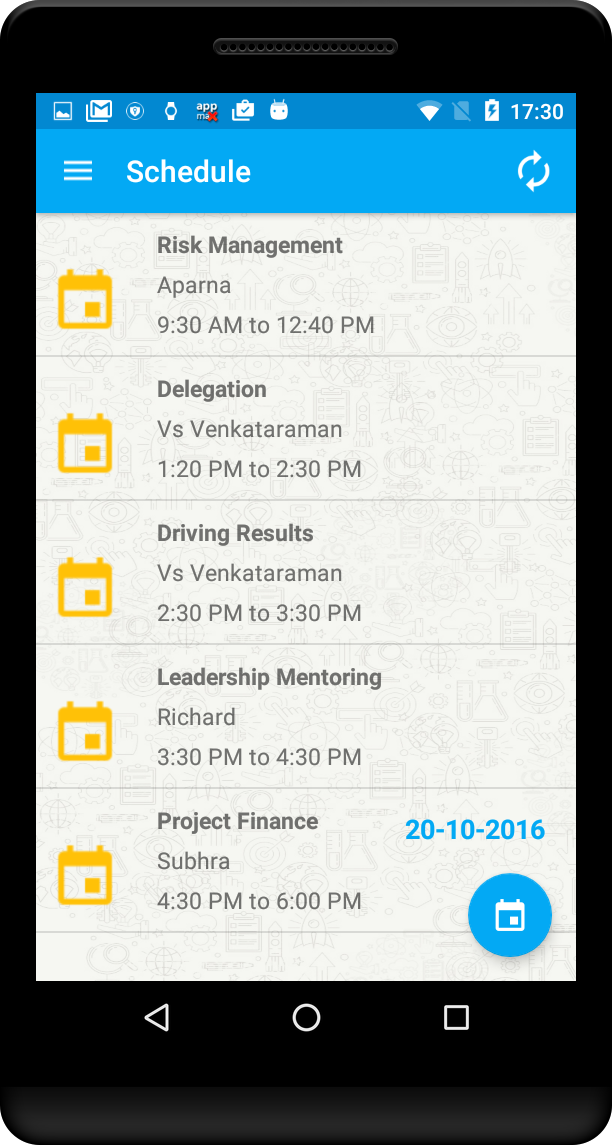 app
max
17:30
Schedule
Risk Management
Aparna
9:30 AM to 12:40 PM
Delegation
Vs Venkataraman
1:20 PM to 2:30 PM
Driving Results
Vs Venkataraman
2:30 PM to 3:30 PM
Leadership Mentoring
Richard
3:30 PM to 4:30 PM
Project Finance
20-10-2016
Subhra
4:30 PM to 6:00 PM